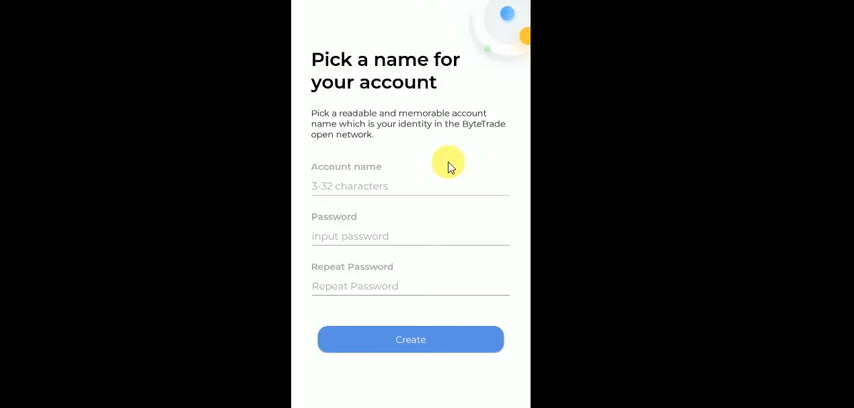 Pick a name for
your account
Pick a readable and memorable account
name which is your identity in the ByteTrade
open network.
Account name
3-32 characters
Password
input password
Repeat Password
Repeat Password
Create